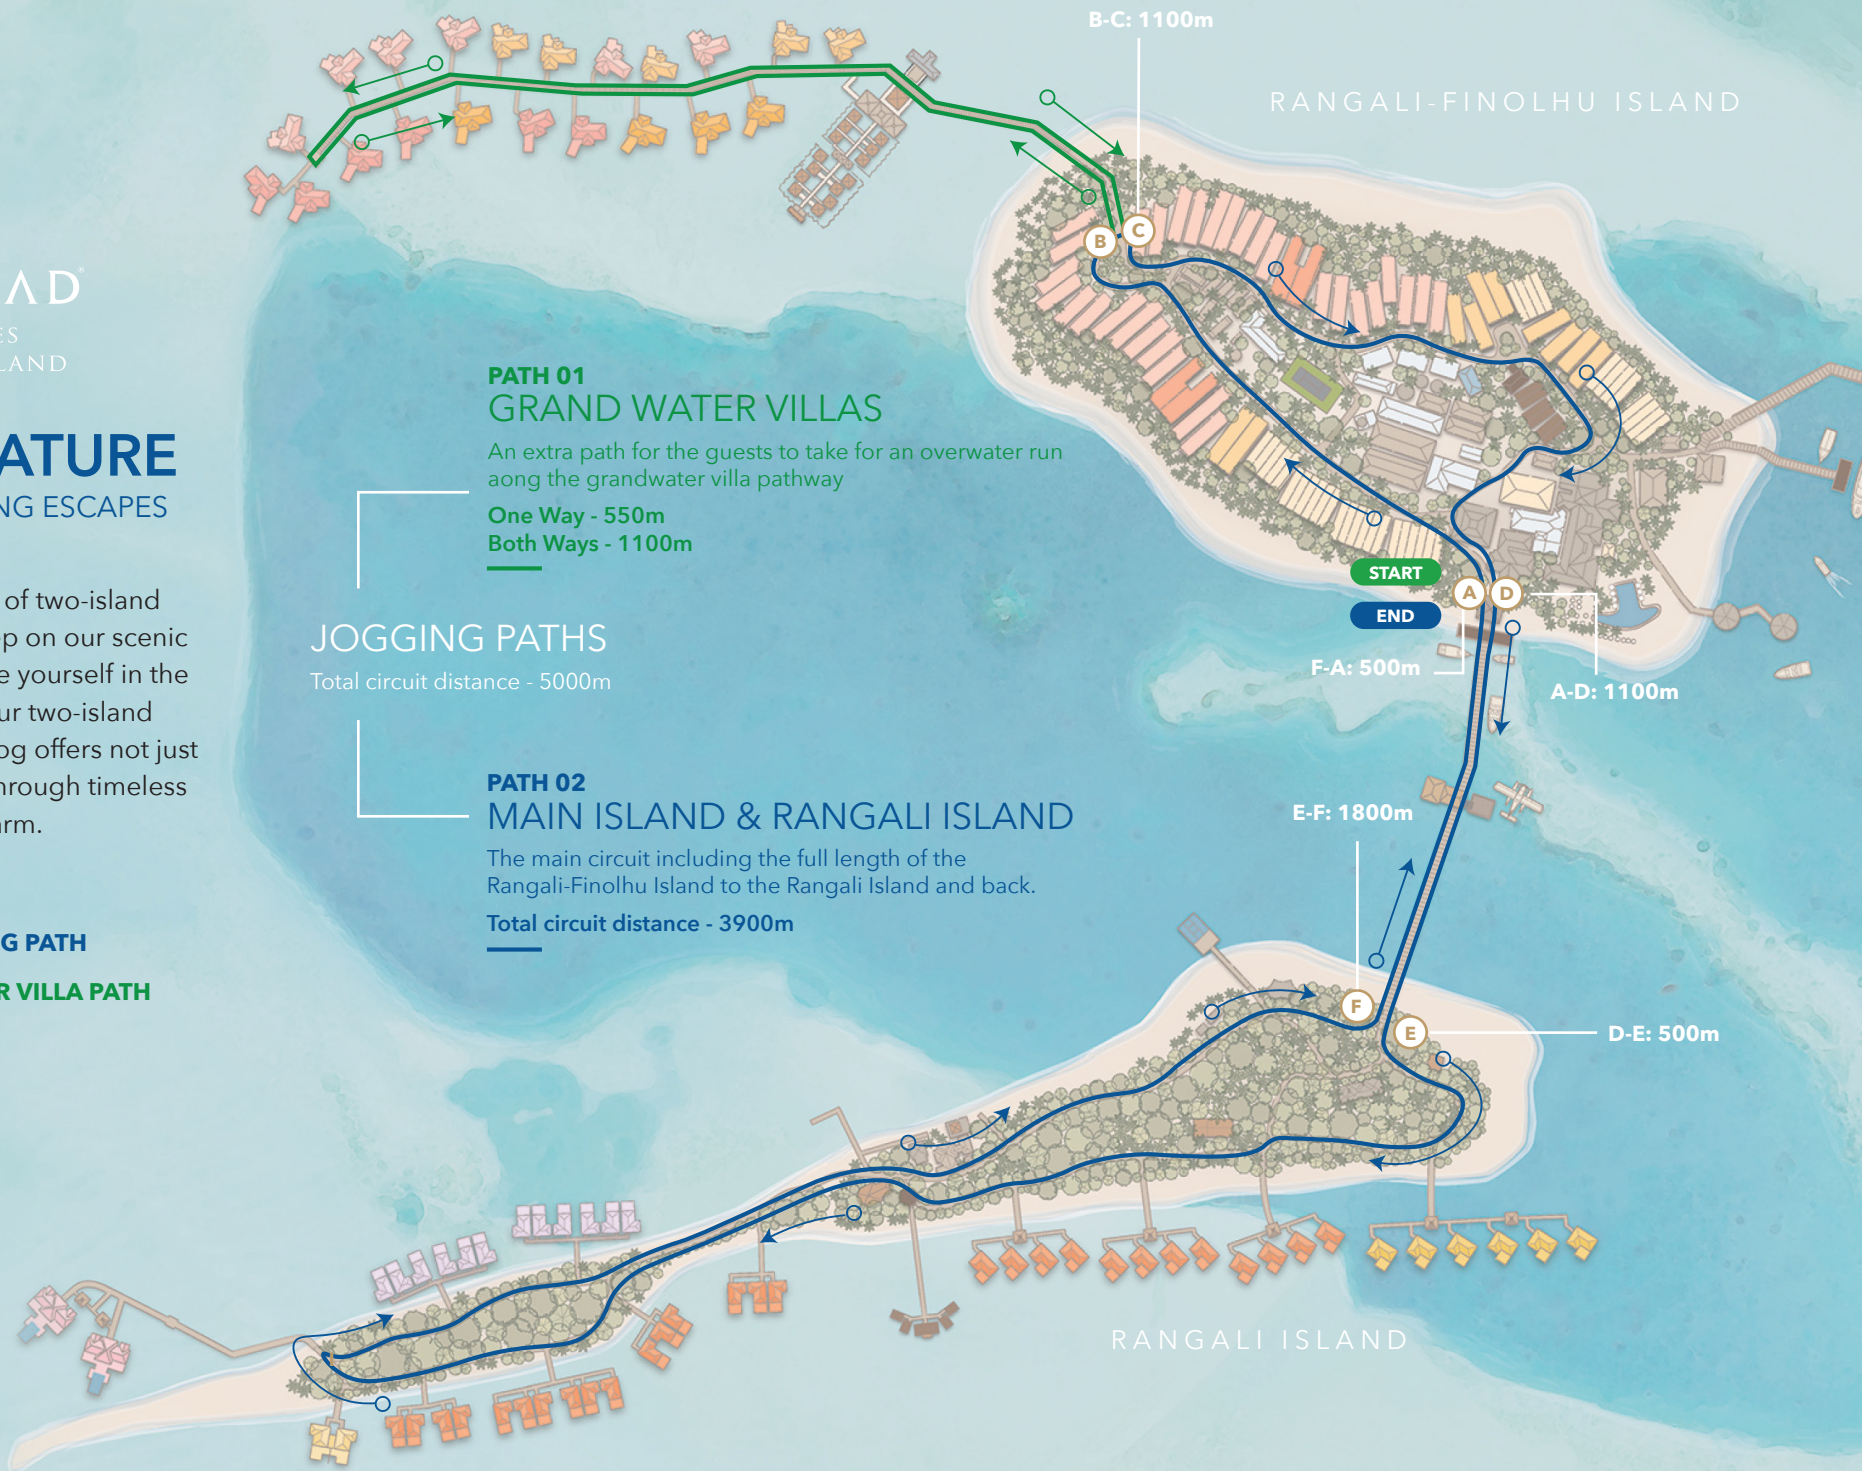 B-C: 1100m
RANGALI-FINOLHU ISLAND
B
C
AD
ES
LAND
ATURE
NG ESCAPES
of two-island
op on our scenic
e yourself in the
ur two-island
og offers not just
hrough timeless
arm.
G PATH
R VILLA PATH
PATH 01
GRAND WATER VILLAS
An extra path for the guests to take for an overwater run
aong the grandwater villa pathway
One Way - 550m
Both Ways - 1100m
JOGGING PATHS
Total circuit distance - 5000m
PATH 02
MAIN ISLAND & RANGALI ISLAND
The main circuit including the full length of the
Rangali-Finolhu Island to the Rangali Island and back.
Total circuit distance - 3900m
START
END
A
D
F-A: 500m
A-D: 1100m
E-F: 1800m
F
E
D-E: 500m
RANGALI ISLAND